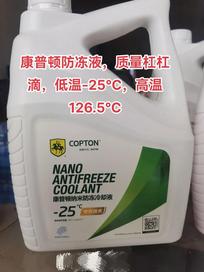 康普顿防冻液，质量杠杠
滴，低温-25℃，高温
126.5℃
COPTON
NANO
ANTIFREEZE
COOLANT
康普顿纳米防冻冷却液
-25℃